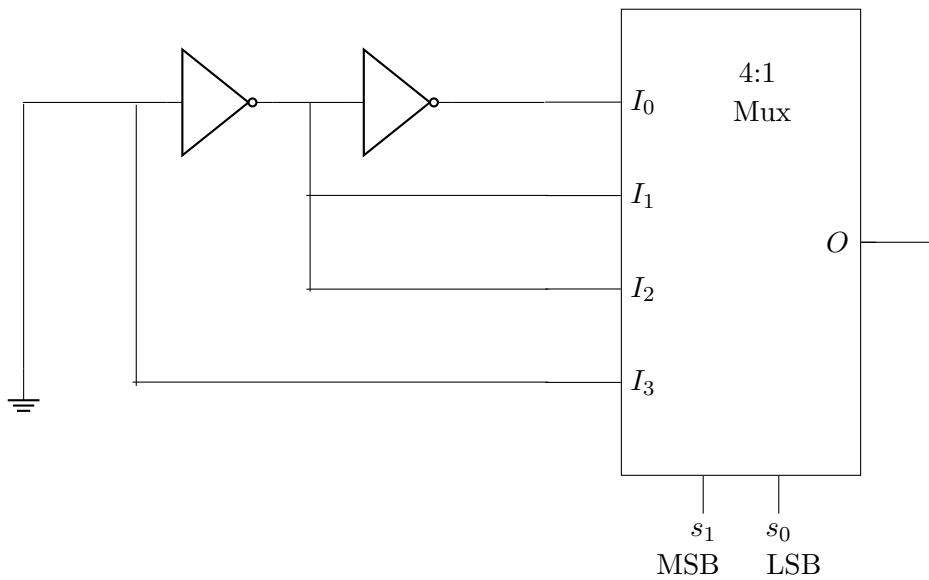 4:1
Mux
I₀
I₁
I₂
I₃
O
s₁ s₀
MSB LSB